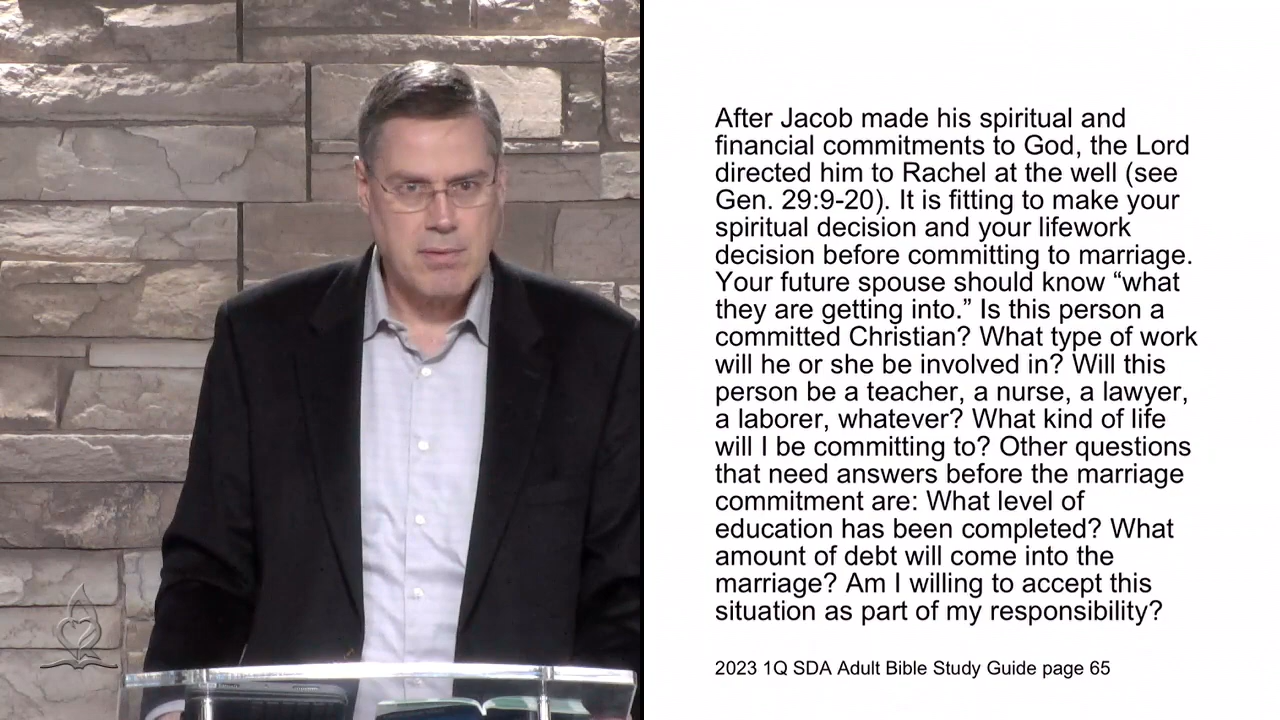 After Jacob made his spiritual and
financial commitments to God, the Lord
directed him to Rachel at the well (see
Gen. 29:9-20). It is fitting to make your
spiritual decision and your lifework
decision before committing to marriage.
Your future spouse should know “what
they are getting into.” Is this person a
committed Christian? What type of work
will he or she be involved in? Will this
person be a teacher, a nurse, a lawyer,
a laborer, whatever? What kind of life
will I be committing to? Other questions
that need answers before the marriage
commitment are: What level of
education has been completed? What
amount of debt will come into the
marriage? Am I willing to accept this
situation as part of my responsibility?
2023 1Q SDA Adult Bible Study Guide page 65